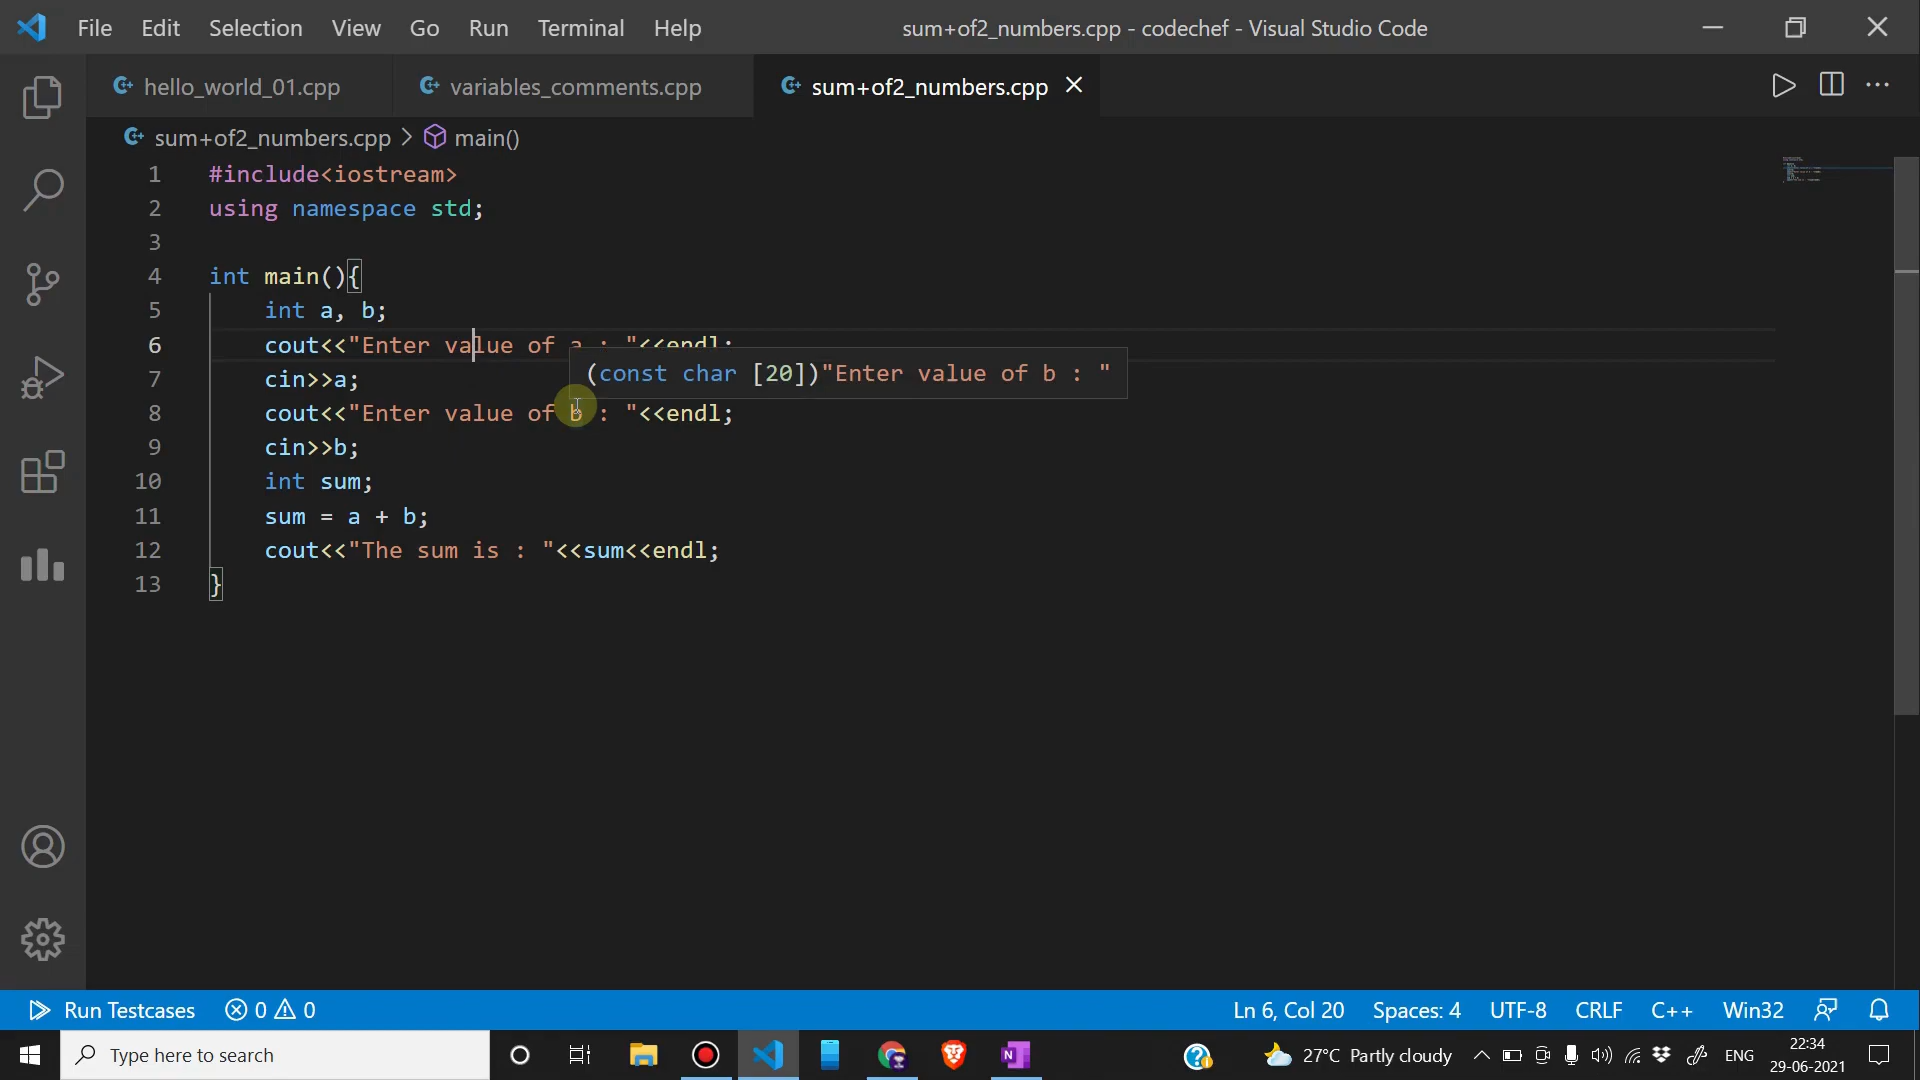 File Edit Selection View Go Run Terminal Help sum+of2_numbers.cpp - codechef - Visual Studio Code
hello_world_01.cpp variables_comments.cpp sum+of2_numbers.cpp
sum+of2_numbers.cpp > main()
1 #include<iostream>
2 using namespace std;
3
4 int main(){
5 int a, b;
6 cout<<"Enter value of a : "<<endl;
(const char [20])"Enter value of b : "
7 cin>>a;
8 cout<<"Enter value of b : "<<endl;
9 cin>>b;
10 int sum;
11 sum = a + b;
12 cout<<"The sum is : "<<sum<<endl;
13 }
Run Testcases 0 0 Ln 6, Col 20 Spaces: 4 UTF-8 CRLF C++ Win32
Type here to search 27°C Partly cloudy ENG 22:34
29-06-2021